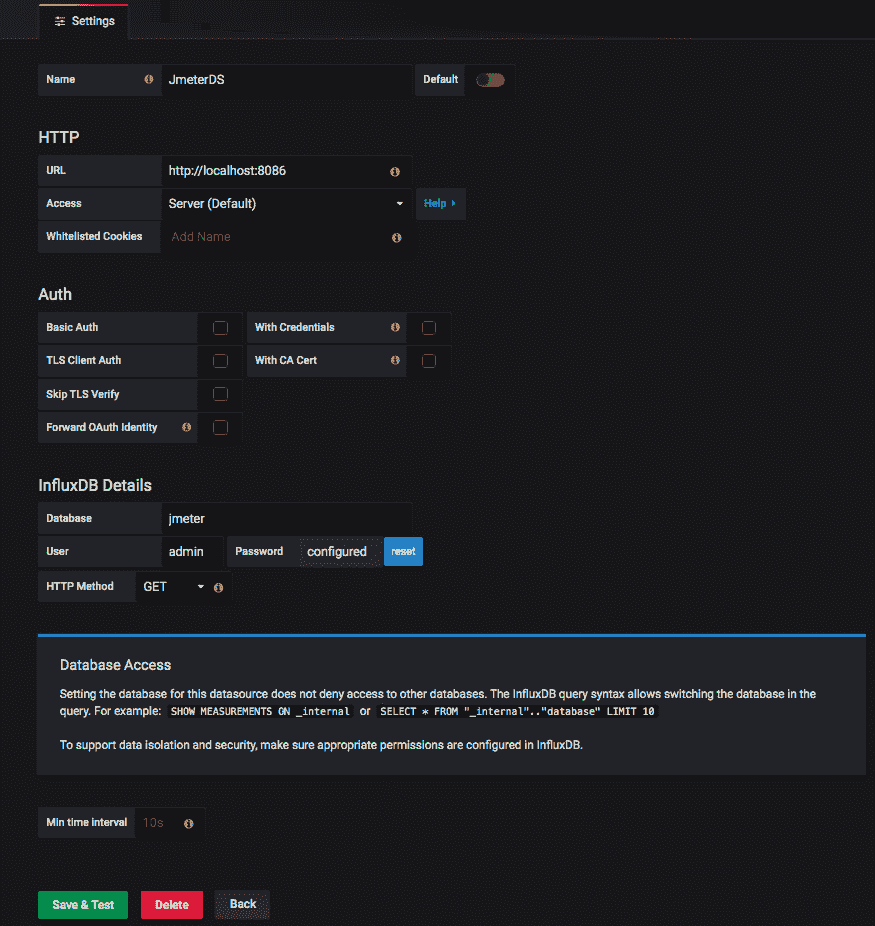 Settings
Name JmeterDS Default
HTTP
URL http://localhost:8086
Access Server (Default) Help
Whitelisted Cookies Add Name
Auth
Basic Auth With Credentials
TLS Client Auth With CA Cert
Skip TLS Verify
Forward OAuth Identity
InfluxDB Details
Database jmeter
User admin Password configured reset
HTTP Method GET
Database Access
Setting the database for this datasource does not deny access to other databases. The InfluxDB query syntax allows switching the database in the
query. For example: SHOW MEASUREMENTS ON _internal or SELECT * FROM "_internal".."database" LIMIT 10
To support data isolation and security, make sure appropriate permissions are configured in InfluxDB.
Min time interval 10s
Save & Test Delete Back